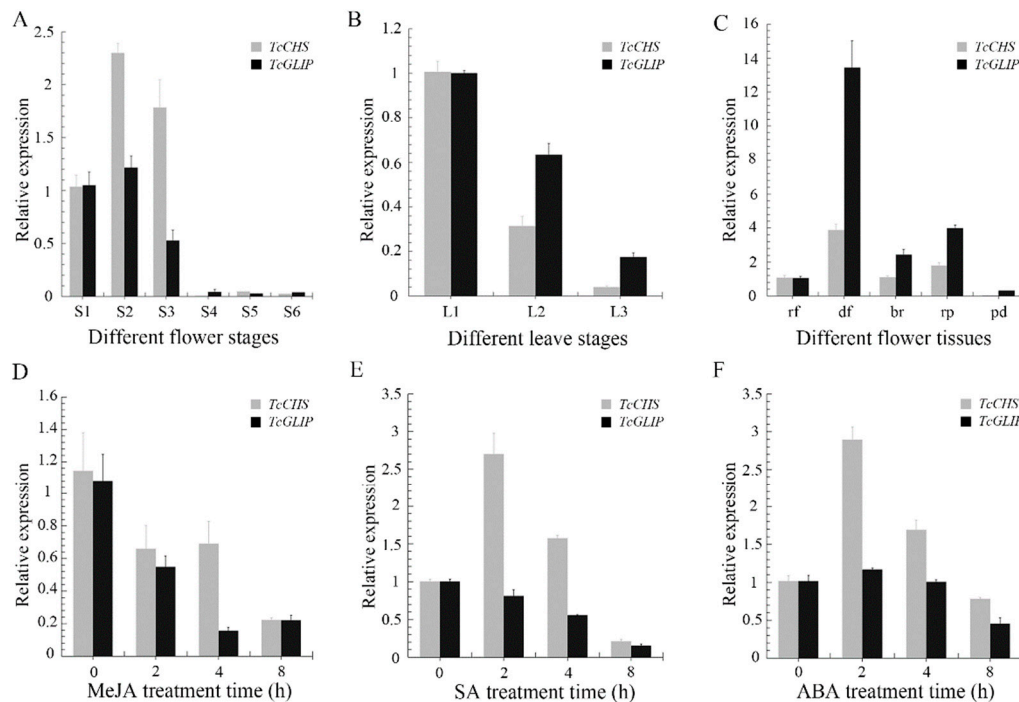 A
2.5
2
1.5
1
0.5
0
Relative expression
TcCHS
TcGLIP
S1 S2 S3 S4 S5 S6
Different flower stages
B
1.2
1
0.8
0.6
0.4
0.2
0
Relative expression
TcCHS
TcGLIP
L1 L2 L3
Different leave stages
C
16
14
12
10
8
6
4
2
0
Relative expression
TcCHS
TcGLIP
rf df br rp pd
Different flower tissues
D
1.6
1.4
1.2
1
0.8
0.6
0.4
0.2
0
Relative expression
TcCHS
TcGLIP
0 2 4 8
MeJA treatment time (h)
E
3.5
3
2.5
2
1.5
1
0.5
0
Relative expression
TcCHS
TcGLIP
0 2 4 8
SA treatment time (h)
F
3.5
3
2.5
2
1.5
1
0.5
0
Relative expression
TcCHS
TcGLIP
0 2 4 8
ABA treatment time (h)